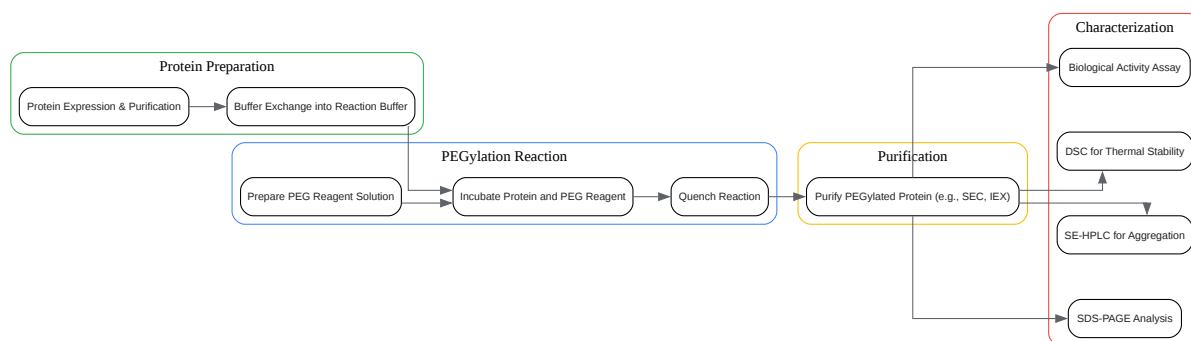 Protein Preparation
Protein Expression & Purification
Buffer Exchange into Reaction Buffer
PEGylation Reaction
Prepare PEG Reagent Solution
Incubate Protein and PEG Reagent
Quench Reaction
Purification
Purify PEGylated Protein (e.g., SEC, IEX)
Characterization
Biological Activity Assay
DSC for Thermal Stability
SE-HPLC for Aggregation
SDS-PAGE Analysis